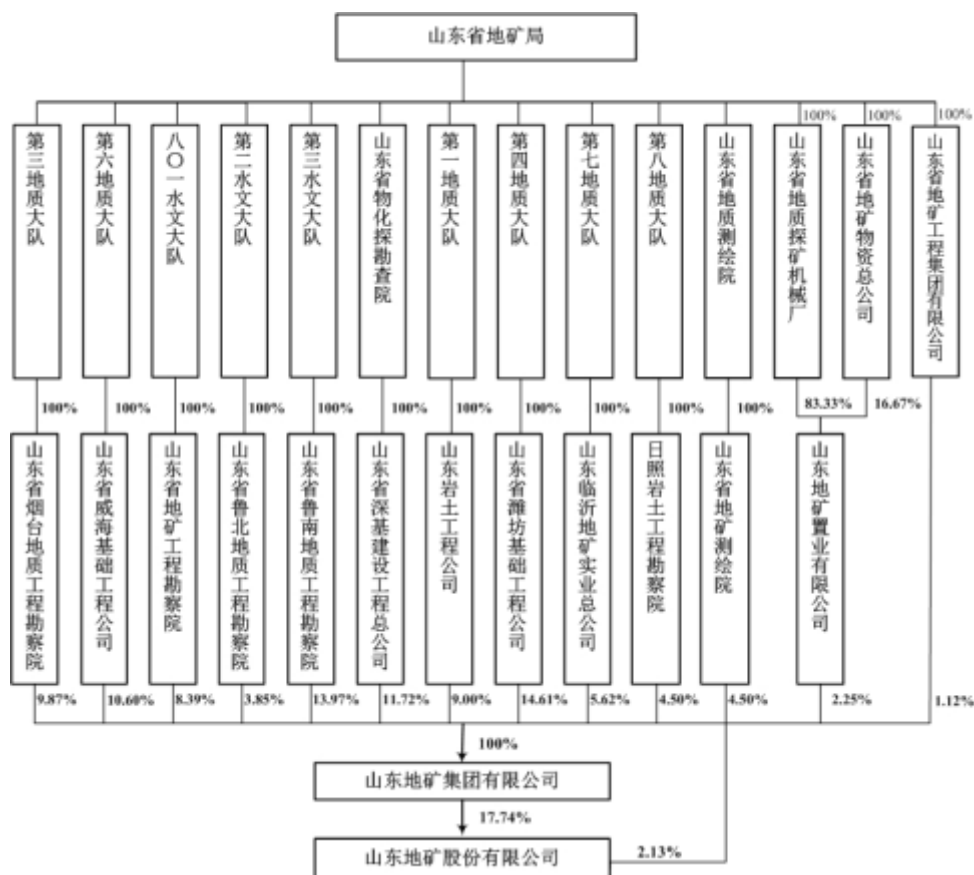 山东省地矿局
100%
100%
100%
第三地质大队
第六地质大队
八〇一水文大队
第二水文大队
第三水文大队
山东省物化探勘查院
第一地质大队
第四地质大队
第七地质大队
第八地质大队
山东省地质测绘院
山东省地质探矿机械厂
山东省地矿物资总公司
山东省地矿工程集团有限公司
100%
100%
100%
100%
100%
100%
100%
100%
100%
100%
100%
83.33%
16.67%
山东省烟台地质工程勘察院
山东省威海基础工程公司
山东省地矿工程勘察院
山东省鲁北地质工程勘察院
山东省鲁南地质工程勘察院
山东省深基建设工程总公司
山东岩土工程公司
山东省潍坊基础工程公司
山东临沂地矿实业总公司
日照岩土工程勘察院
山东省地矿测绘院
山东地矿置业有限公司
9.87%
10.60%
8.39%
3.85%
13.97%
11.72%
9.00%
14.61%
5.62%
4.50%
4.50%
2.25%
1.12%
100%
山东地矿集团有限公司
17.74%
山东地矿股份有限公司
2.13%